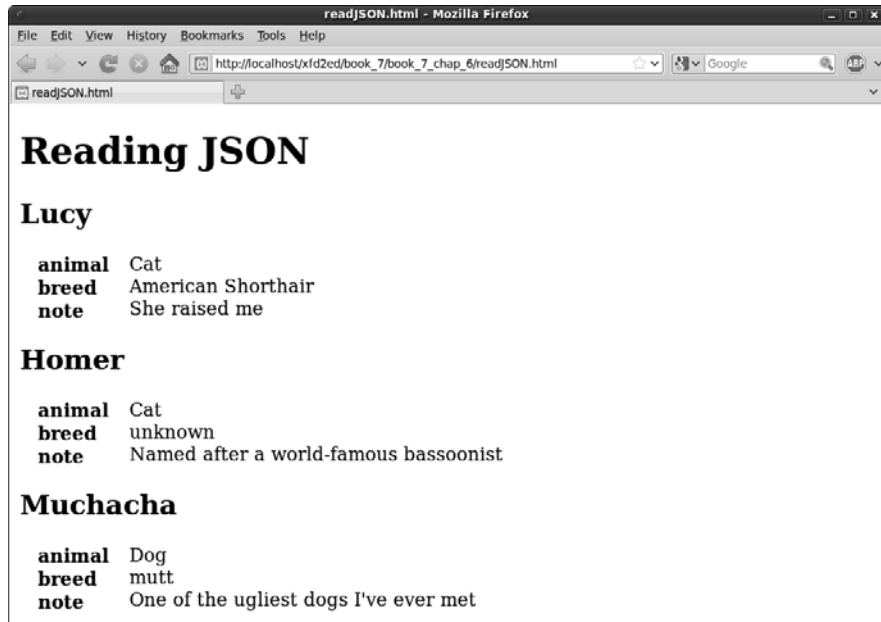 readJSON.html - Mozilla Firefox
File Edit View History Bookmarks Tools Help
http://localhost/xfd2ed/book_7/book_7_chap_6/readJSON.html Google ABP
readJSON.html
Reading JSON
Lucy
animal Cat
breed American Shorthair
note She raised me
Homer
animal Cat
breed unknown
note Named after a world-famous bassoonist
Muchacha
animal Dog
breed mutt
note One of the ugliest dogs I've ever met